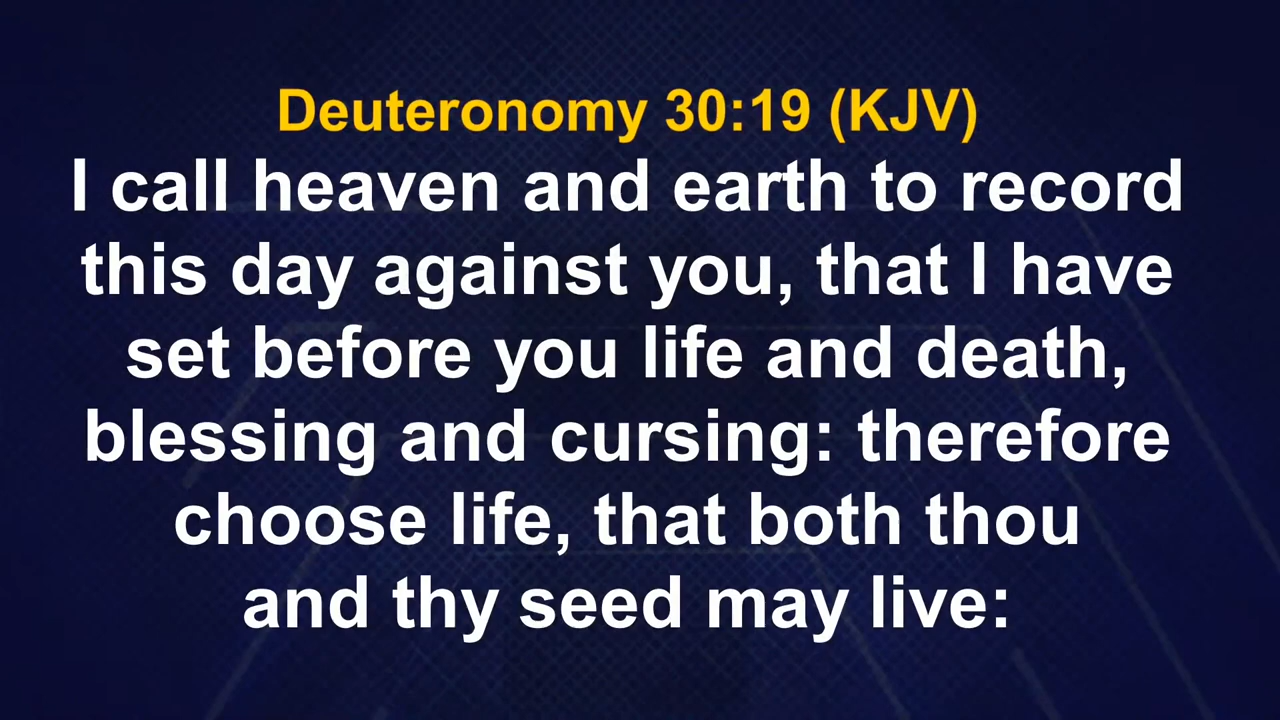 Deuteronomy 30:19 (KJV)
I call heaven and earth to record
this day against you, that I have
set before you life and death,
blessing and cursing: therefore
choose life, that both thou
and thy seed may live: